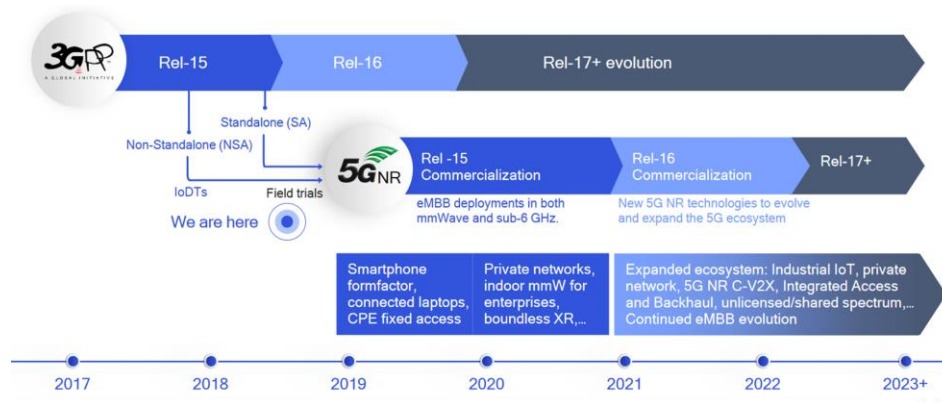 3GPP
A GLOBAL INITIATIVE
Rel-15
Rel-16
Rel-17+ evolution
Standalone (SA)
Non-Standalone (NSA)
IoDTs
Field trials
We are here
5G NR
Rel -15
Commercialization
Rel-16
Commercialization
Rel-17+
eMBB deployments in both
mmWave and sub-6 GHz.
New 5G NR technologies to evolve
and expand the 5G ecosystem
Smartphone
formfactor,
connected laptops,
CPE fixed access
Private networks,
indoor mmW for
enterprises,
boundless XR,...
Expanded ecosystem: Industrial IoT, private
network, 5G NR C-V2X, Integrated Access
and Backhaul, unlicensed/shared spectrum,...
Continued eMBB evolution
2017
2018
2019
2020
2021
2022
2023+